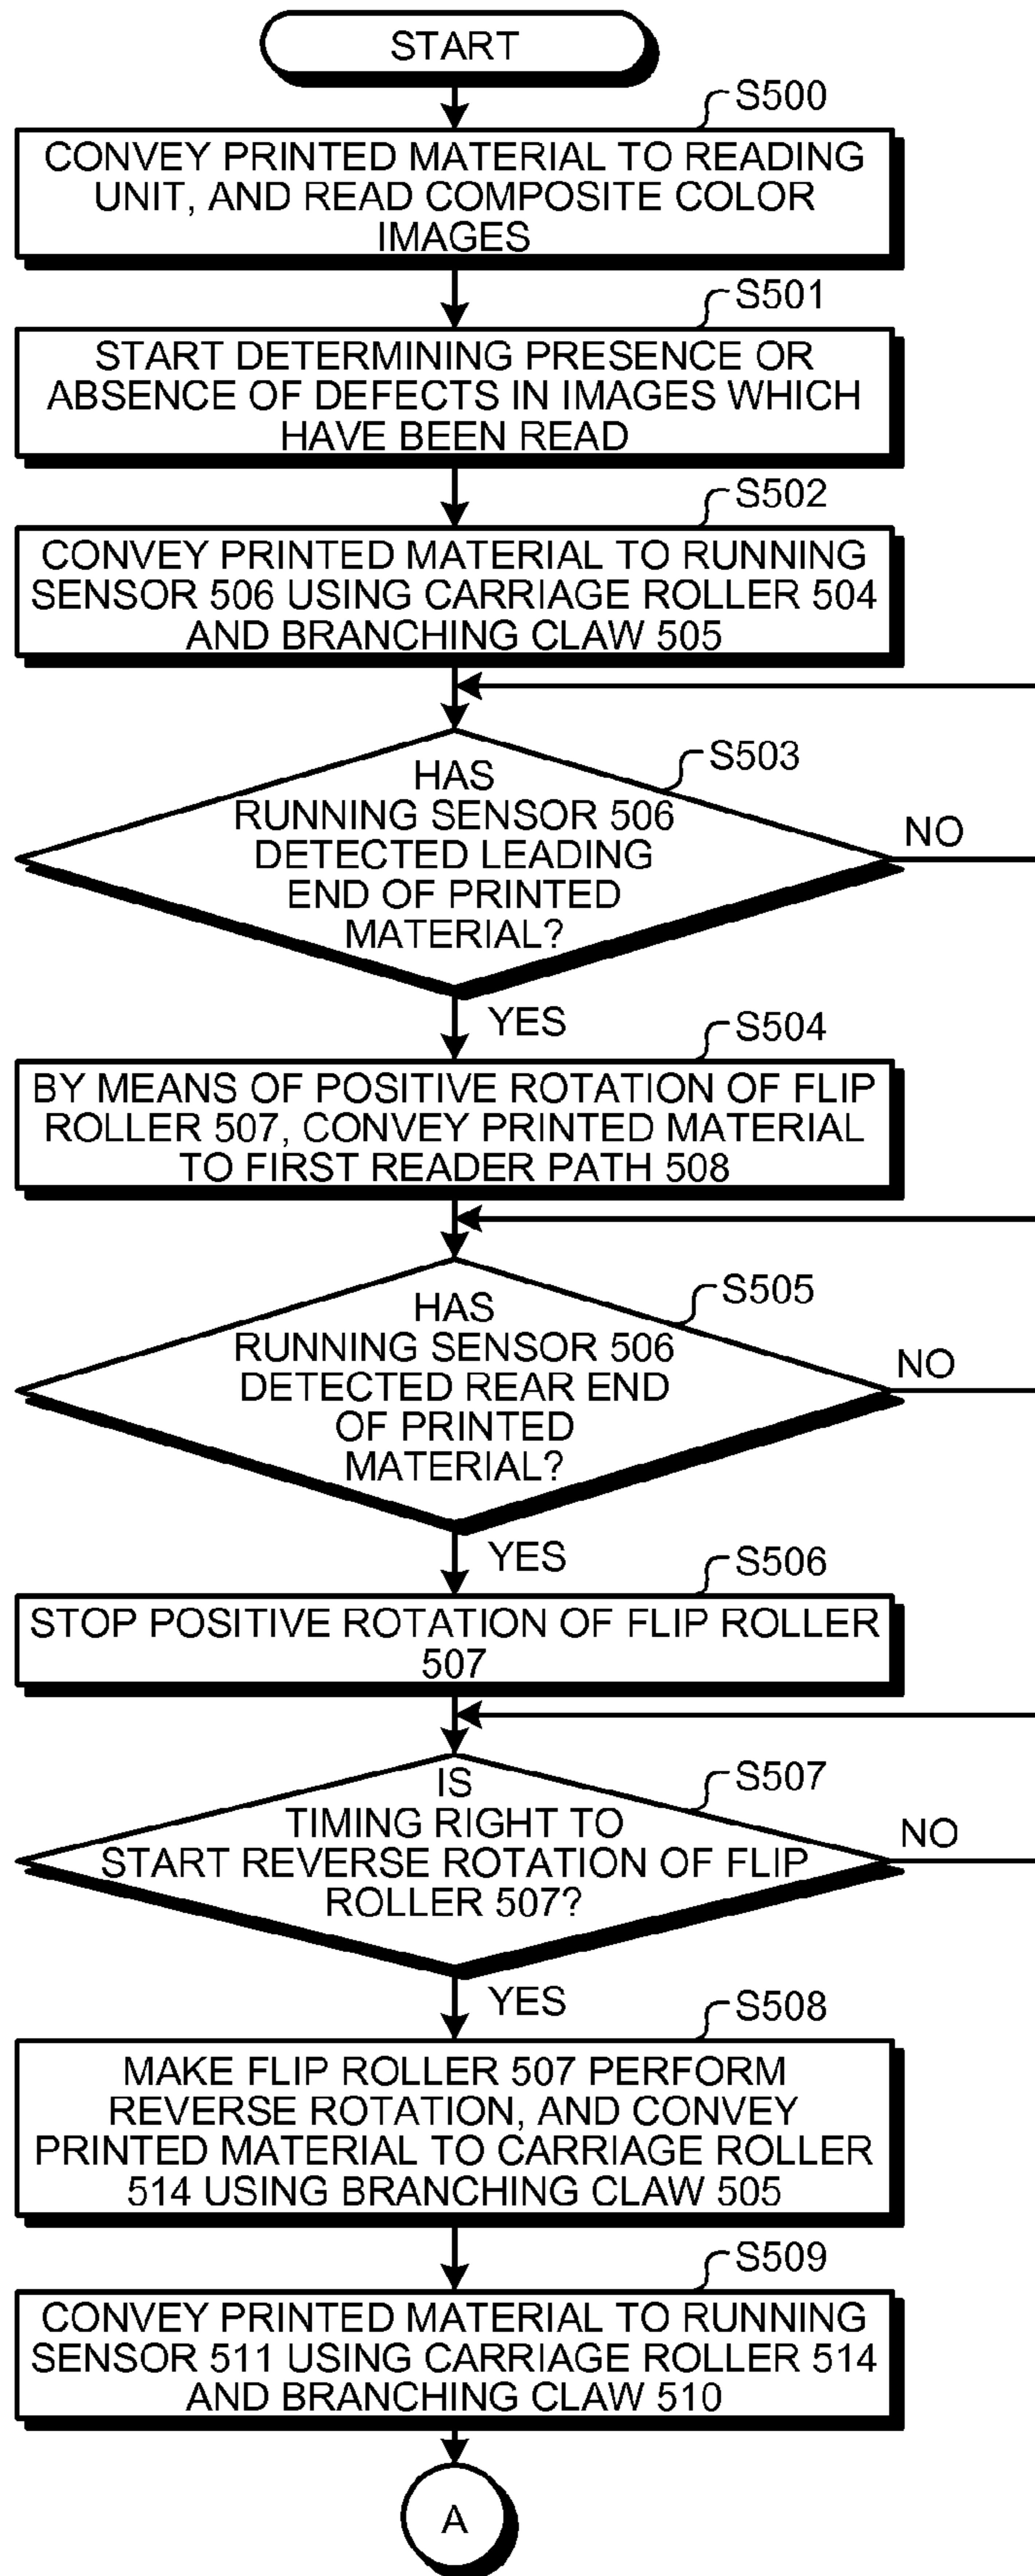 START
S500
CONVEY PRINTED MATERIAL TO READING
UNIT, AND READ COMPOSITE COLOR
IMAGES
S501
START DETERMINING PRESENCE OR
ABSENCE OF DEFECTS IN IMAGES WHICH
HAVE BEEN READ
S502
CONVEY PRINTED MATERIAL TO RUNNING
SENSOR 506 USING CARRIAGE ROLLER 504
AND BRANCHING CLAW 505
S503
HAS
RUNNING SENSOR 506
DETECTED LEADING
END OF PRINTED
MATERIAL?
NO
YES
S504
BY MEANS OF POSITIVE ROTATION OF FLIP
ROLLER 507, CONVEY PRINTED MATERIAL
TO FIRST READER PATH 508
S505
HAS
RUNNING SENSOR 506
DETECTED REAR END
OF PRINTED
MATERIAL?
NO
YES
S506
STOP POSITIVE ROTATION OF FLIP ROLLER
507
S507
IS
TIMING RIGHT TO
START REVERSE ROTATION OF FLIP
ROLLER 507?
NO
YES
S508
MAKE FLIP ROLLER 507 PERFORM
REVERSE ROTATION, AND CONVEY
PRINTED MATERIAL TO CARRIAGE ROLLER
514 USING BRANCHING CLAW 505
S509
CONVEY PRINTED MATERIAL TO RUNNING
SENSOR 511 USING CARRIAGE ROLLER 514
AND BRANCHING CLAW 510
A